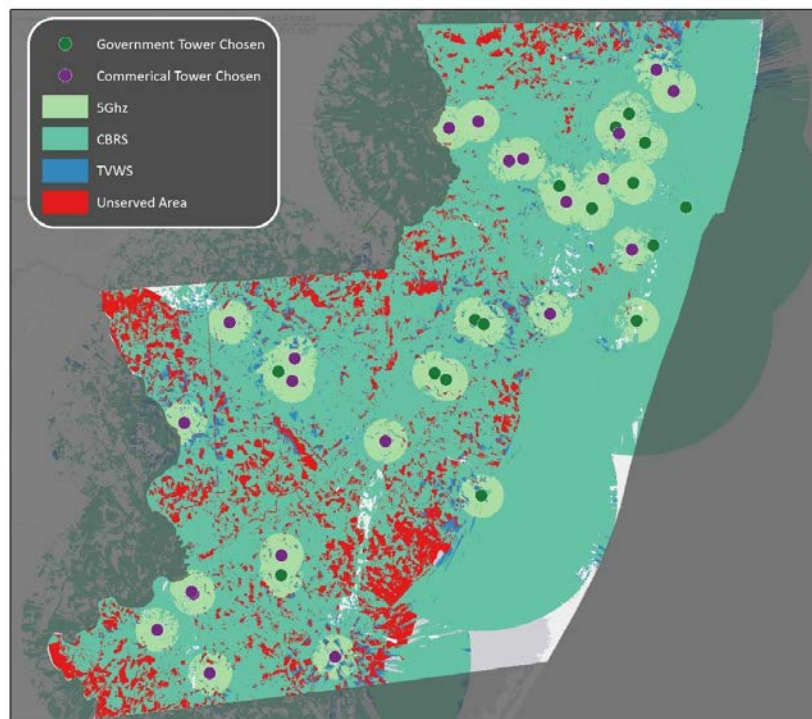 Government Tower Chosen
Commerical Tower Chosen
5Ghz
CBRS
TVWS
Unserved Area